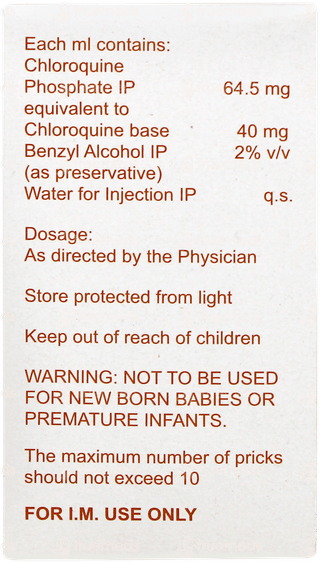 Each ml contains:
Chloroquine
Phosphate IP 64.5 mg
equivalent to
Chloroquine base 40 mg
Benzyl Alcohol IP 2% v/v
(as preservative)
Water for Injection IP q.s.
Dosage:
As directed by the Physician
Store protected from light
Keep out of reach of children
WARNING: NOT TO BE USED
FOR NEW BORN BABIES OR
PREMATURE INFANTS.
The maximum number of pricks
should not exceed 10
FOR I.M. USE ONLY